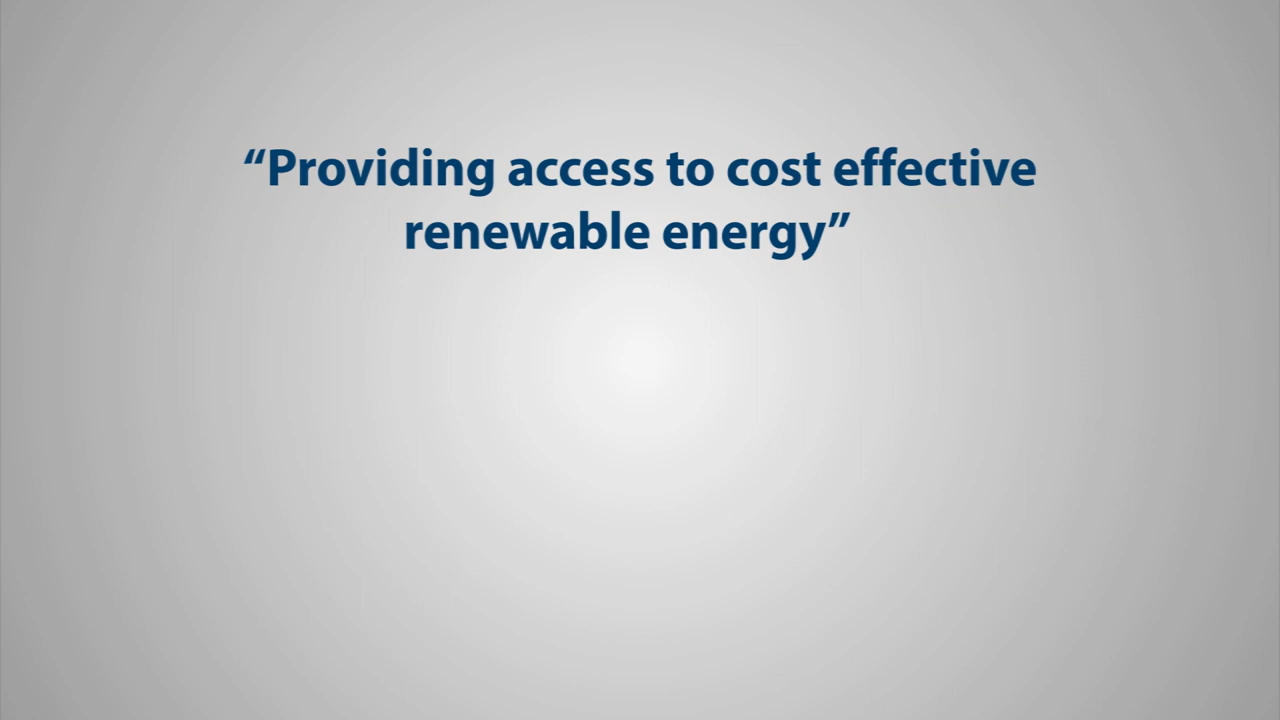 “Providing access to cost effective
renewable energy”